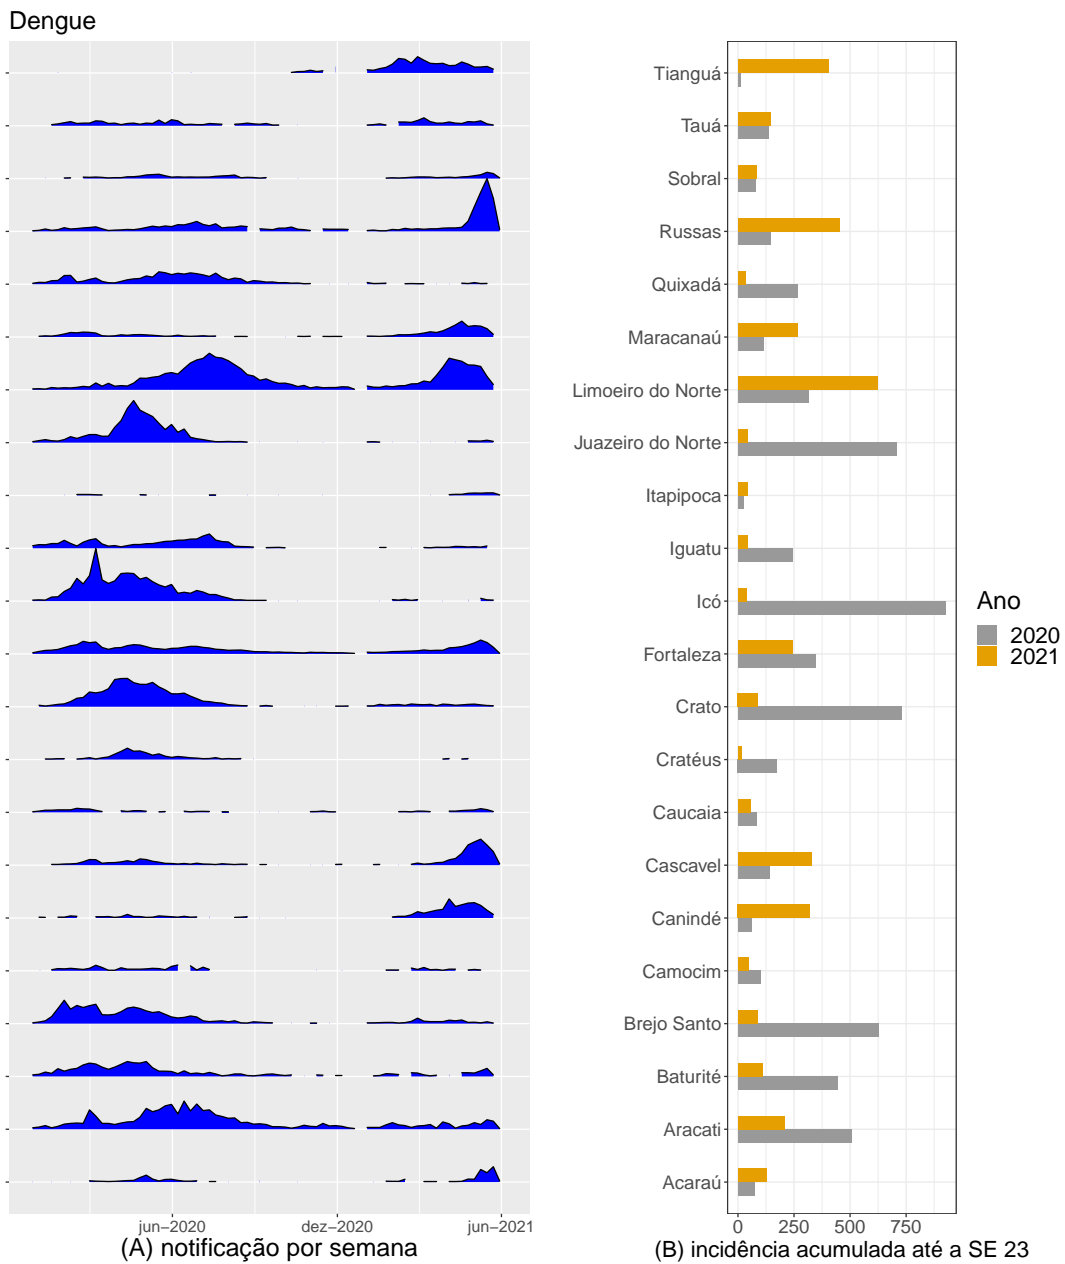 Dengue
Tianguá
Tauá
Sobral
Russas
Quixadá
Maracanaú
Limoeiro do Norte
Juazeiro do Norte
Itapipoca
Iguatu
Icó
Fortaleza
Crato
Cratéus
Caucaia
Cascavel
Canindé
Camocim
Brejo Santo
Baturité
Aracati
Acaraú
Ano
2020
2021
jun−2020 dez−2020 jun−2021
0 250 500 750
(A) notificação por semana
(B) incidência acumulada até a SE 23